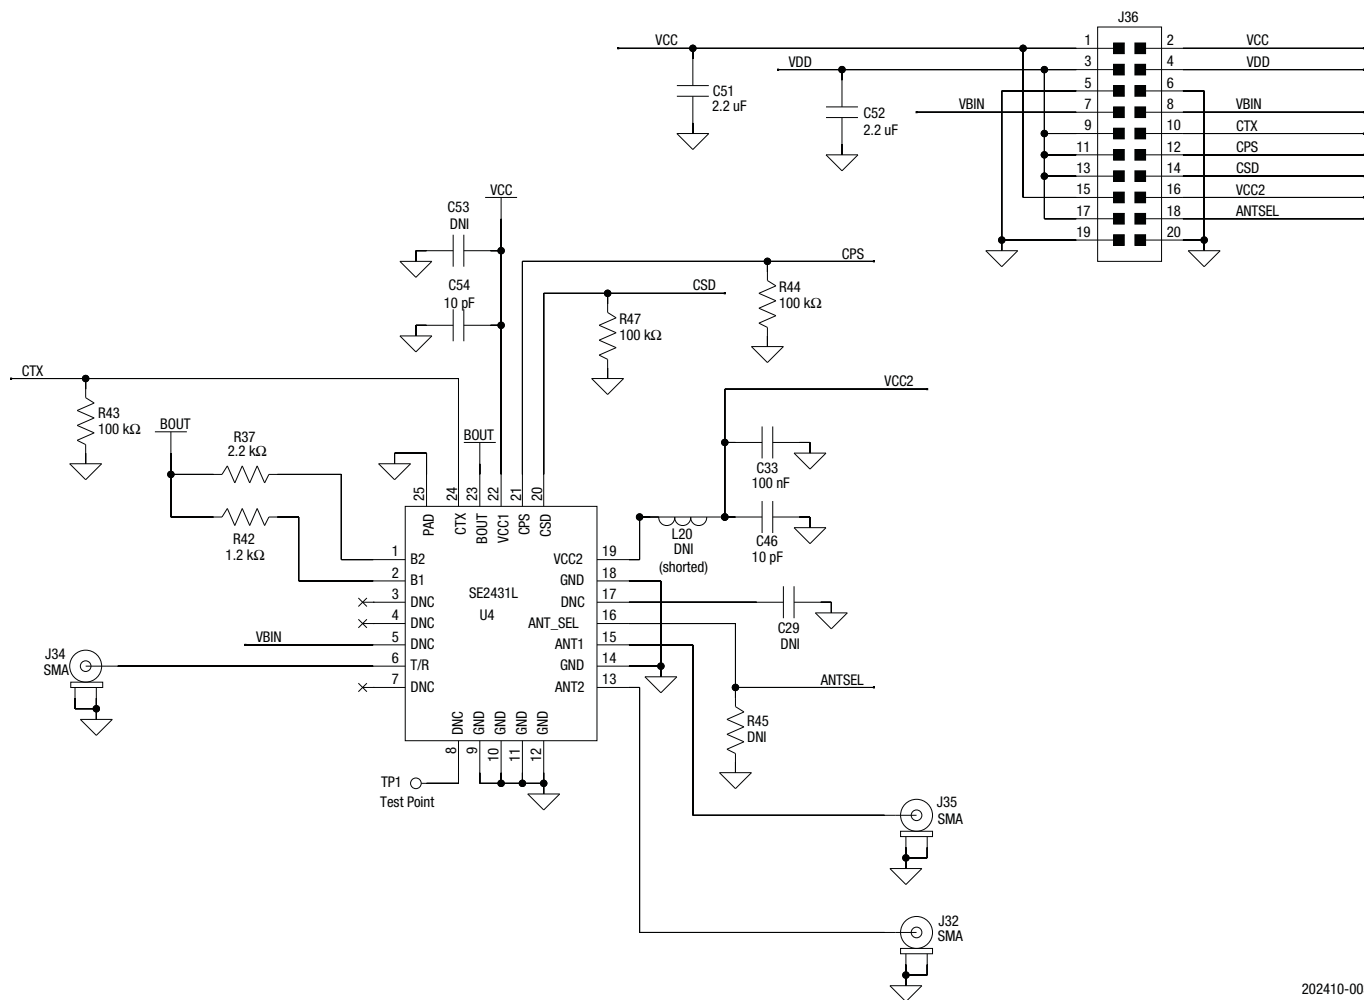 J36
VCC
1
2
VCC
VDD
3
4
VDD
C51
2.2 uF
C52
2.2 uF
5
6
VBIN
7
8
VBIN
9
10
CTX
11
12
CPS
13
14
CSD
15
16
VCC2
17
18
ANTSEL
19
20
VCC
C53
DNI
CPS
C54
10 pF
CSD
R44
100 kΩ
R47
100 kΩ
CTX
VCC2
R43
100 kΩ
BOUT
R37
2.2 kΩ
BOUT
C33
100 nF
R42
1.2 kΩ
L20
DNI
(shorted)
C46
10 pF
25
24
23
22
21
20
PAD
CTX
BOUT
VCC1
CPS
CSD
1
B2
VCC2
19
2
B1
GND
18
3
DNC
SE2431L
DNC
17
4
DNC
U4
ANT_SEL
16
VBIN
5
DNC
ANT1
15
J34
SMA
6
T/R
GND
14
7
DNC
ANT2
13
C29
DNI
ANTSEL
R45
DNI
DNC
GND
GND
GND
GND
8
9
10
11
12
TP1
Test Point
J35
SMA
J32
SMA
202410-00